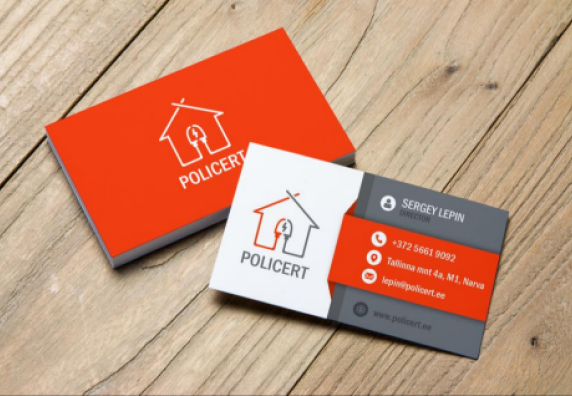 POLICERT
POLICERT
SERGEY LEPIN
DIRECTOR
+372 5661 9092
Tallinna mnt 4a, M1, Narva
lepin@policert.ee
www.policert.ee